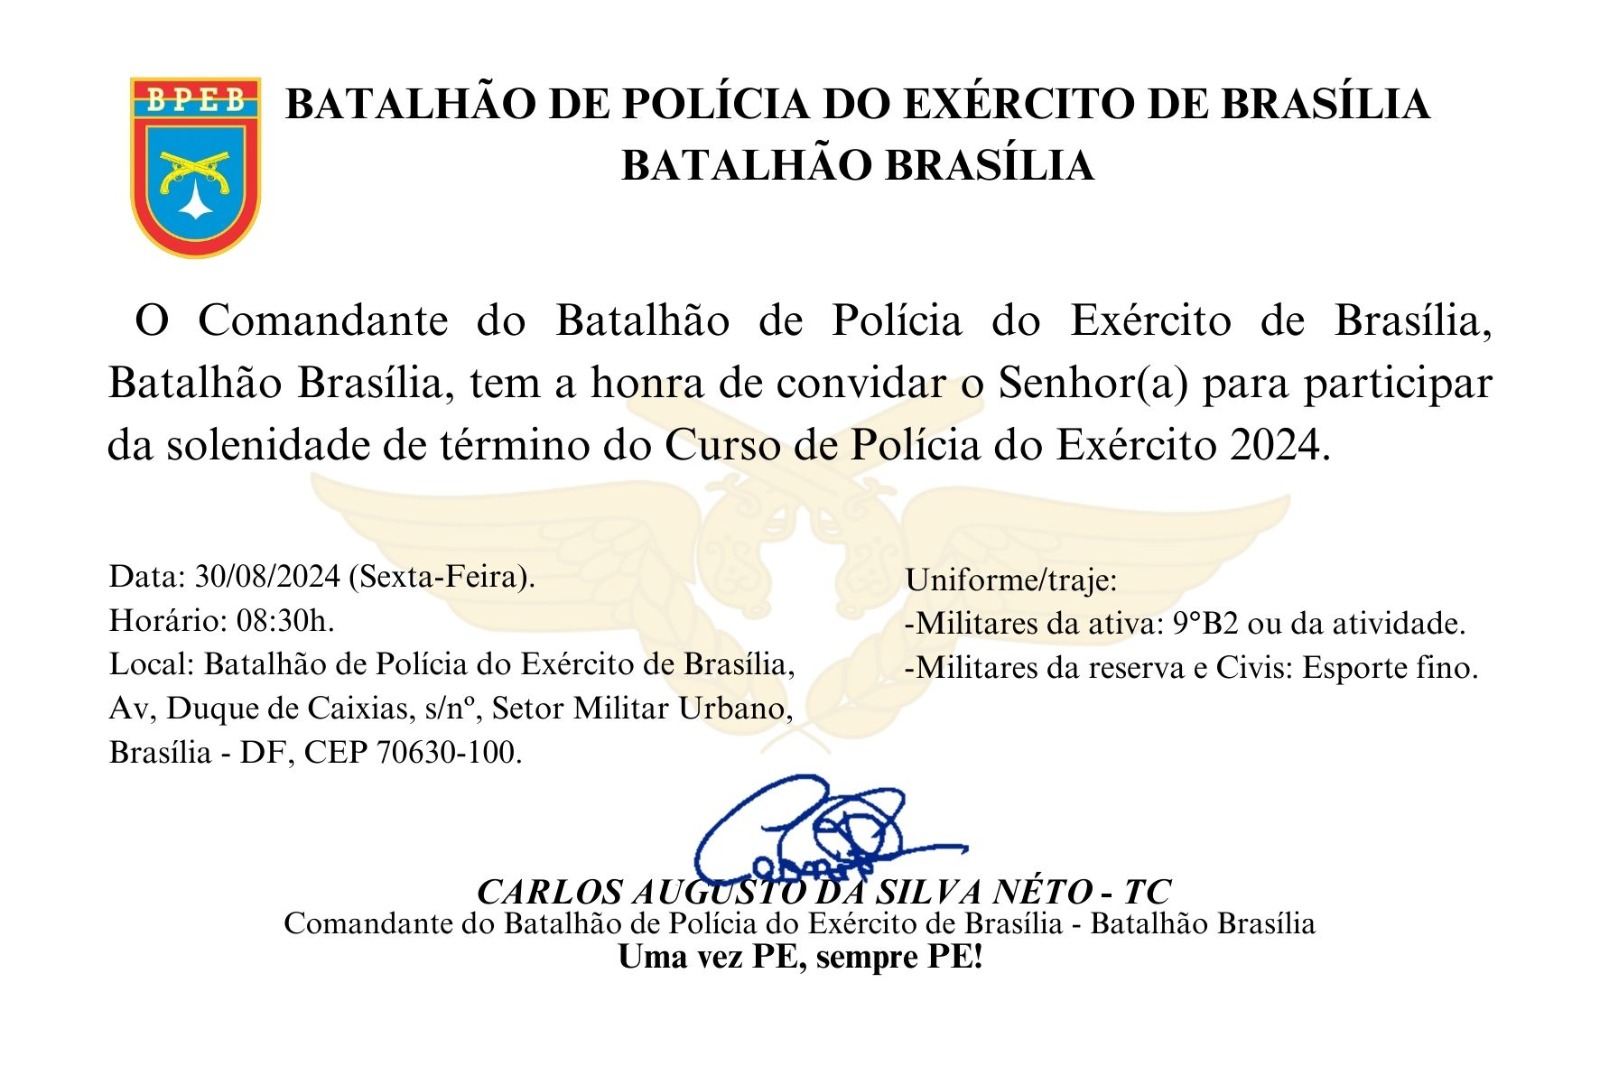 BPEB
BATALHÃO DE POLÍCIA DO EXÉRCITO DE BRASÍLIA
BATALHÃO BRASÍLIA
O Comandante do Batalhão de Polícia do Exército de Brasília,
Batalhão Brasília, tem a honra de convidar o Senhor(a) para participar
da solenidade de término do Curso de Polícia do Exército 2024.
Data: 30/08/2024 (Sexta-Feira).
Horário: 08:30h.
Local: Batalhão de Polícia do Exército de Brasília,
Av, Duque de Caixias, s/nº, Setor Militar Urbano,
Brasília - DF, CEP 70630-100.
Uniforme/traje:
-Militares da ativa: 9°B2 ou da atividade.
-Militares da reserva e Civis: Esporte fino.
CARLOS AUGUSTO DA SILVA NÉTO - TC
Comandante do Batalhão de Polícia do Exército de Brasília - Batalhão Brasília
Uma vez PE, sempre PE!